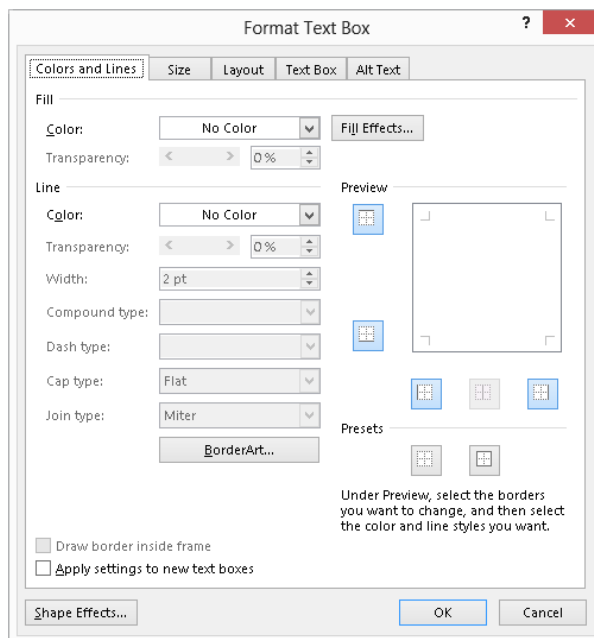 Format Text Box
?
Colors and Lines Size Layout Text Box Alt Text
Fill
Color: No Color Fill Effects...
Transparency: 0%
Line Preview
Color: No Color
Transparency: 0%
Width: 2 pt
Compound type:
Dash type:
Cap type: Flat
Join type: Miter
Presets
BorderArt...
Under Preview, select the borders
you want to change, and then select
the color and line styles you want.
Draw border inside frame
Apply settings to new text boxes
Shape Effects... OK Cancel